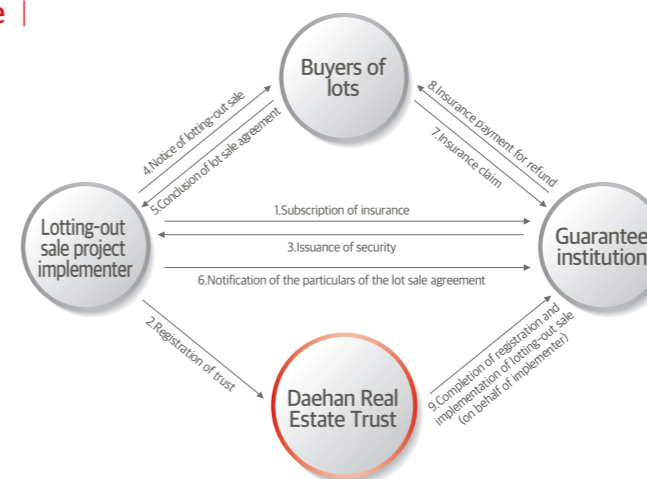 e |
Buyers of
lots
4.Notice of lotting-out sale
5.Conclusion of lot sale agreement
8.Insurance payment for refund
7.Insurance claim
Lotting-out
sale project
implementer
1.Subscription of insurance
3.Issuance of security
6.Notification of the particulars of the lot sale agreement
Guarantee
institution
2.Registration of trust
Daehan Real
Estate Trust
9.Completion of registration and
implementation of lotting-out sale
(on behalf of implementer)